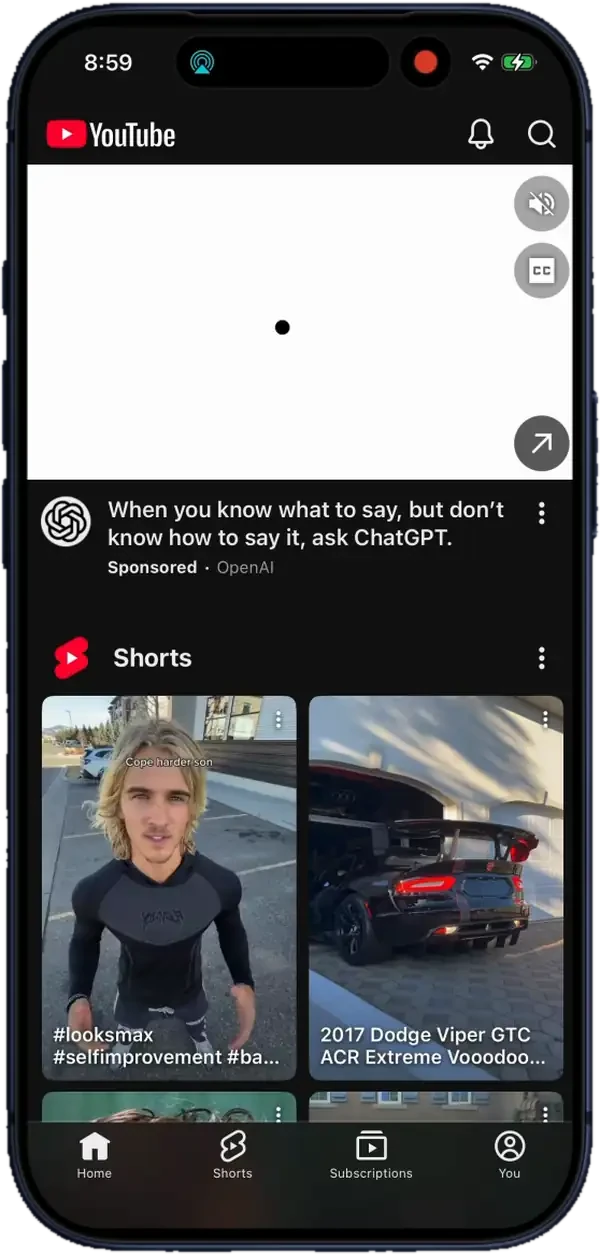 8:59
YouTube
CC
When you know what to say, but don’t
know how to say it, ask ChatGPT.
Sponsored · OpenAI
Shorts
Cope harder son
#looksmax
#selfimprovement #ba...
2017 Dodge Viper GTC
ACR Extreme Vooodoo...
Home
Shorts
Subscriptions
You